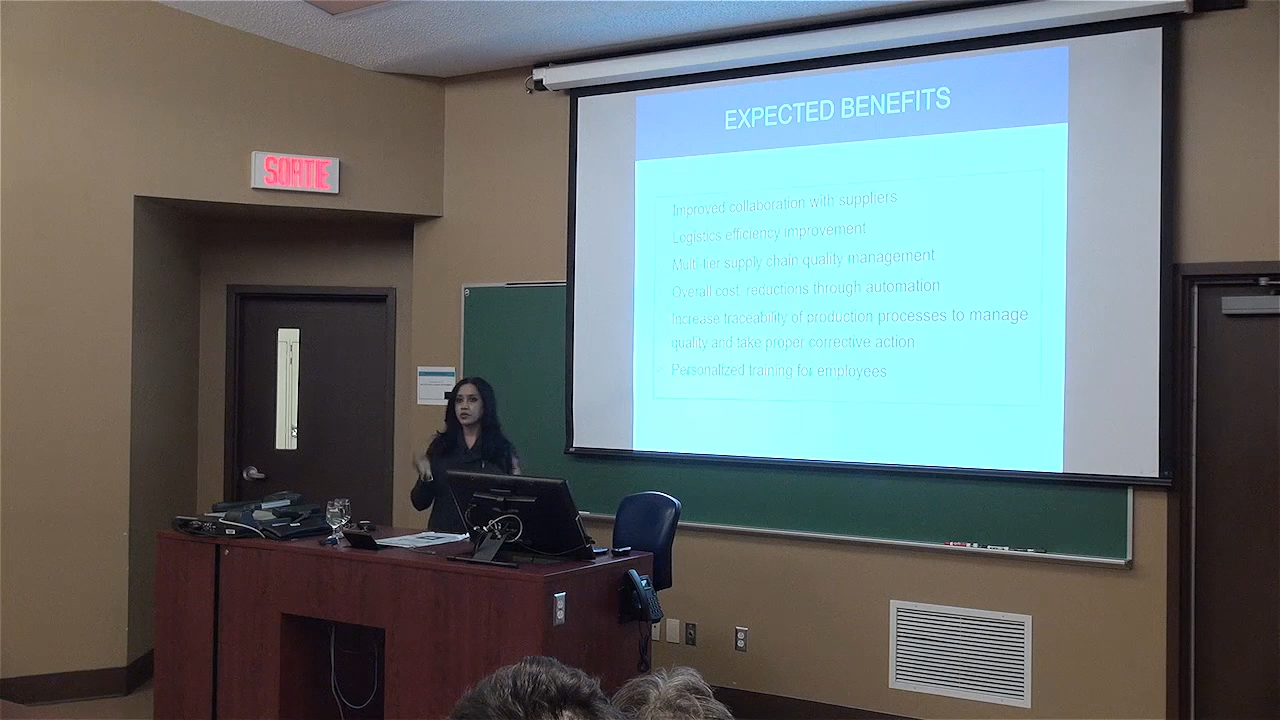 SORTIE
EXPECTED BENEFITS
Improved collaboration with suppliers
Logistics efficiency improvement
Multi-tier supply chain quality management
Overall cost reductions through automation
Increase traceability of production processes to manage
quality and take proper corrective action
Personalized training for employees